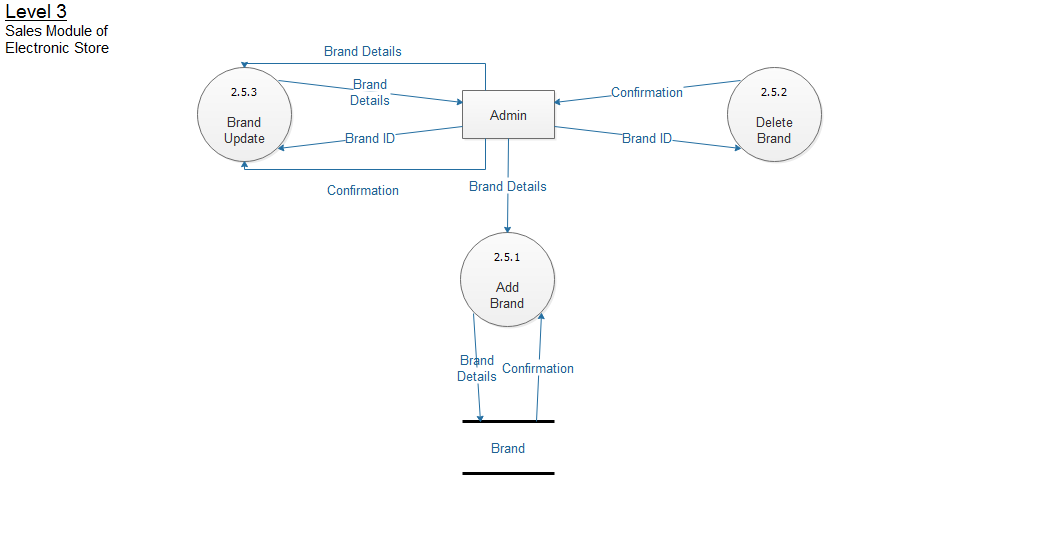 Level 3
Sales Module of
Electronic Store
Brand Details
2.5.3
Brand
Update
Brand
Details
Admin
Confirmation
2.5.2
Delete
Brand
Brand ID
Brand ID
Confirmation
Brand Details
2.5.1
Add
Brand
Brand
Details
Confirmation
Brand